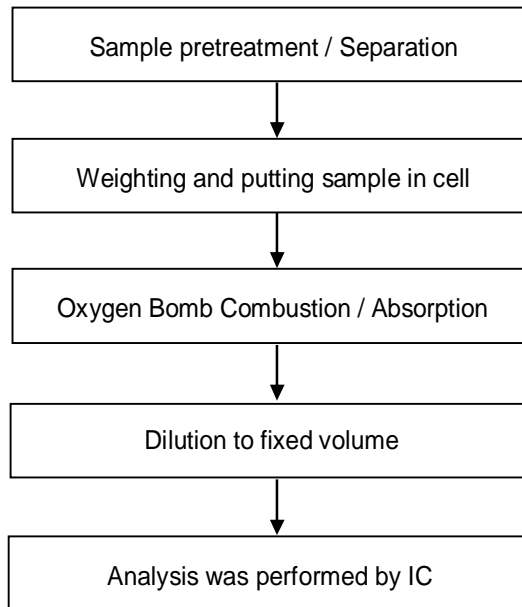 Sample pretreatment / Separation
Weighting and putting sample in cell
Oxygen Bomb Combustion / Absorption
Dilution to fixed volume
Analysis was performed by IC